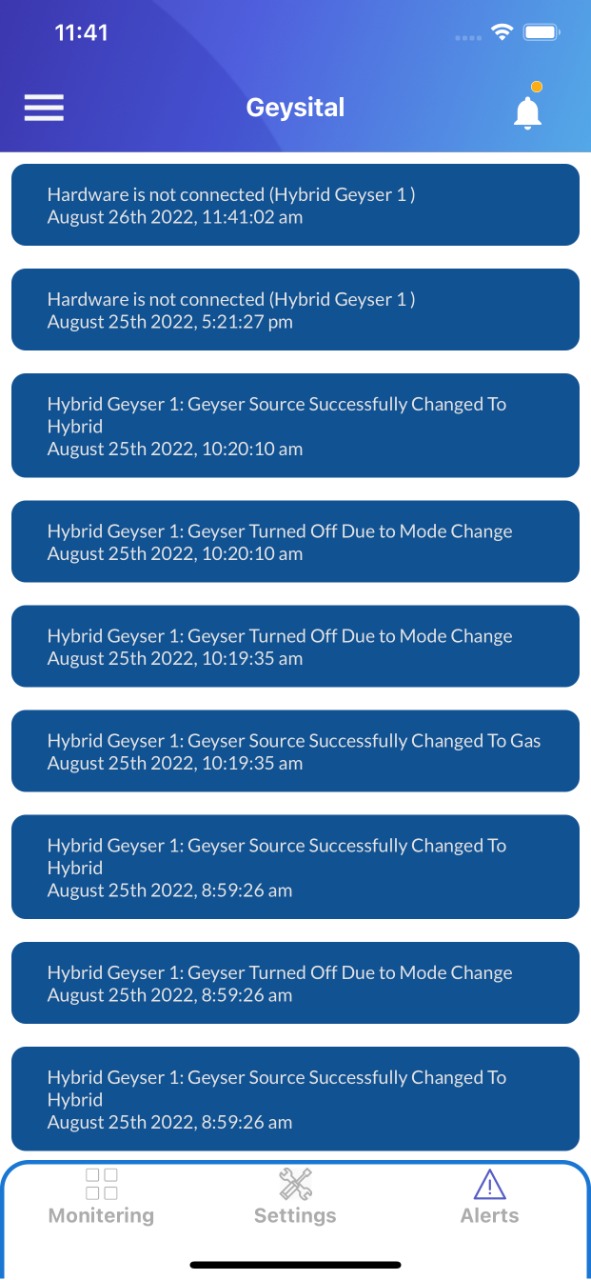 11:41
Geysital
Hardware is not connected (Hybrid Geyser 1 )
August 26th 2022, 11:41:02 am
Hardware is not connected (Hybrid Geyser 1 )
August 25th 2022, 5:21:27 pm
Hybrid Geyser 1: Geyser Source Successfully Changed To
Hybrid
August 25th 2022, 10:20:10 am
Hybrid Geyser 1: Geyser Turned Off Due to Mode Change
August 25th 2022, 10:20:10 am
Hybrid Geyser 1: Geyser Turned Off Due to Mode Change
August 25th 2022, 10:19:35 am
Hybrid Geyser 1: Geyser Source Successfully Changed To Gas
August 25th 2022, 10:19:35 am
Hybrid Geyser 1: Geyser Source Successfully Changed To
Hybrid
August 25th 2022, 8:59:26 am
Hybrid Geyser 1: Geyser Turned Off Due to Mode Change
August 25th 2022, 8:59:26 am
Hybrid Geyser 1: Geyser Source Successfully Changed To
Hybrid
August 25th 2022, 8:59:26 am
Monitering Settings Alerts